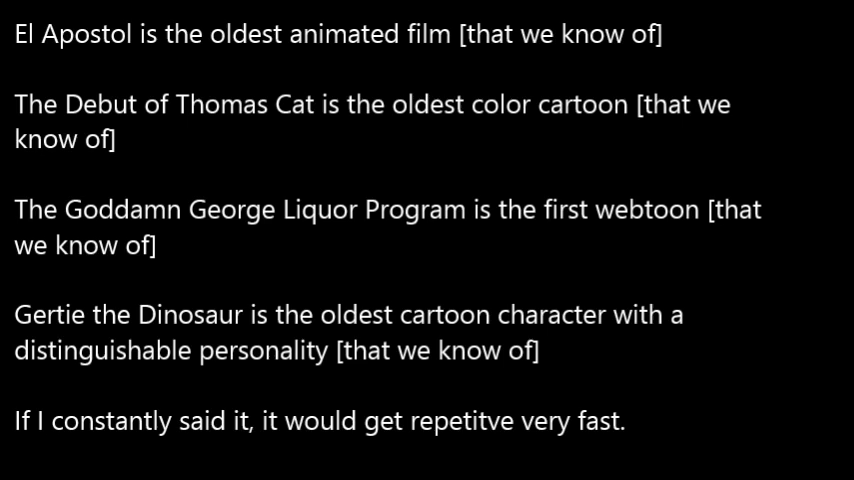 El Apostol is the oldest animated film [that we know of]
The Debut of Thomas Cat is the oldest color cartoon [that we
know of]
The Goddamn George Liquor Program is the first webtoon [that
we know of]
Gertie the Dinosaur is the oldest cartoon character with a
distinguishable personality [that we know of]
If I constantly said it, it would get repetitve very fast.